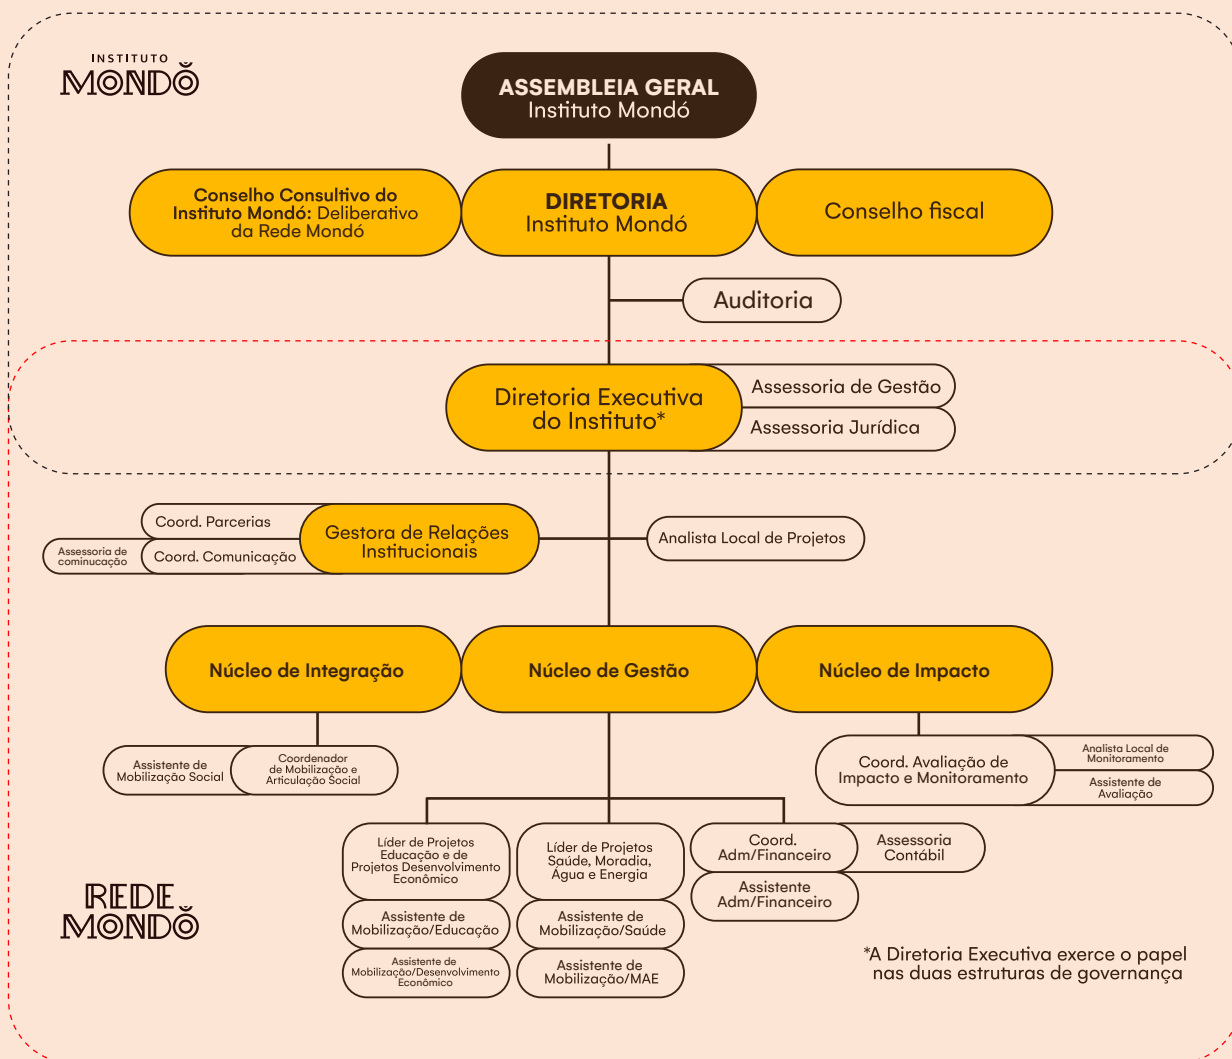 INSTITUTO
MONDÓ
ASSEMBLEIA GERAL
Instituto Mondó
Conselho Consultivo do
Instituto Mondó: Deliberativo
da Rede Mondó
DIRETORIA
Instituto Mondó
Conselho fiscal
Auditoria
Diretoria Executiva
do Instituto*
Assessoria de Gestão
Assessoria Jurídica
Coord. Parcerias
Assessoria de
cominucação
Coord. Comunicação
Gestora de Relações
Institucionais
Analista Local de Projetos
Núcleo de Integração
Núcleo de Gestão
Núcleo de Impacto
Assistente de
Mobilização Social
Coordenador
de Mobilização e
Articulação Social
Coord. Avaliação de
Impacto e Monitoramento
Analista Local de
Monitoramento
Assistente de
Avaliação
Líder de Projetos
Educação e de
Projetos Desenvolvimento
Econômico
Assistente de
Mobilização/Educação
Assistente de
Mobilização/Desenvolvimento
Econômico
Líder de Projetos
Saúde, Moradia,
Água e Energia
Assistente de
Mobilização/Saúde
Assistente de
Mobilização/MAE
Coord.
Adm/Financeiro
Assessoria
Contábil
Assistente
Adm/Financeiro
REDE
MONDÓ
*A Diretoria Executiva exerce o papel
nas duas estruturas de governança